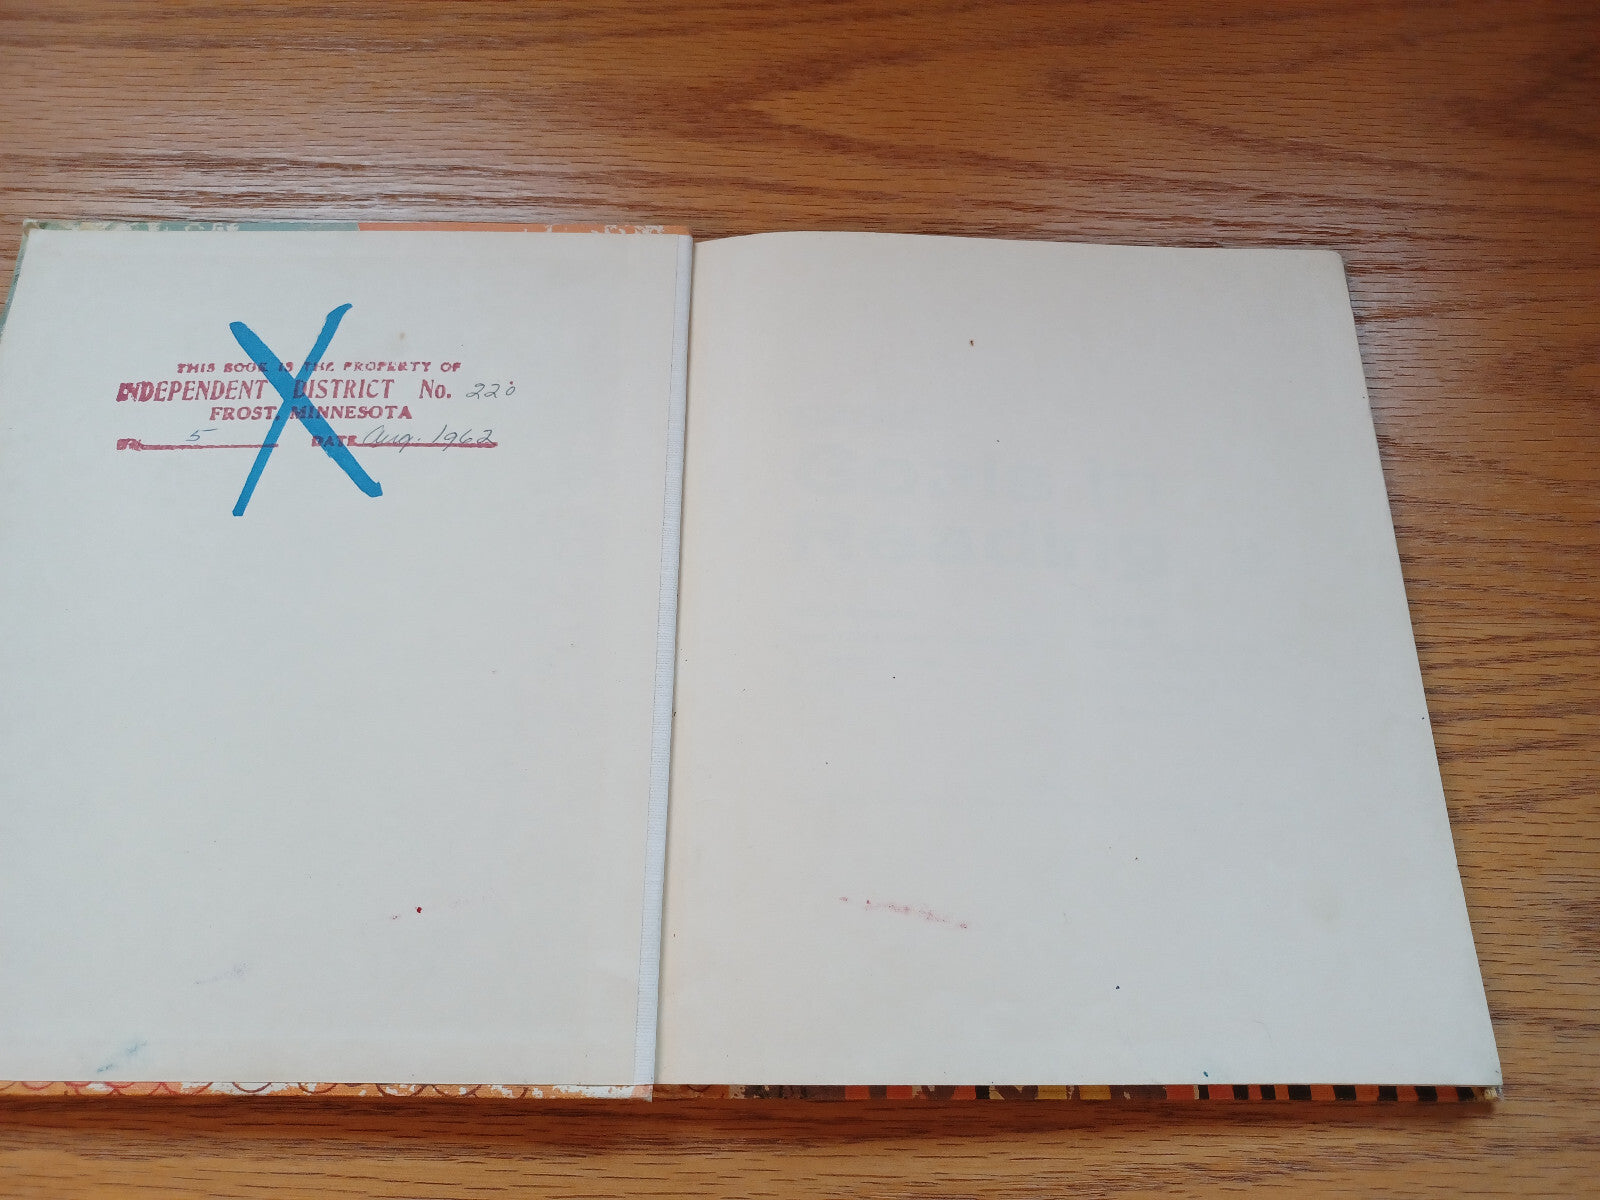 THIS BOOK IS THE PROPERTY OF
INDEPENDENT DISTRICT No. 220
FROST, MINNESOTA
5 DATE Aug. 1962